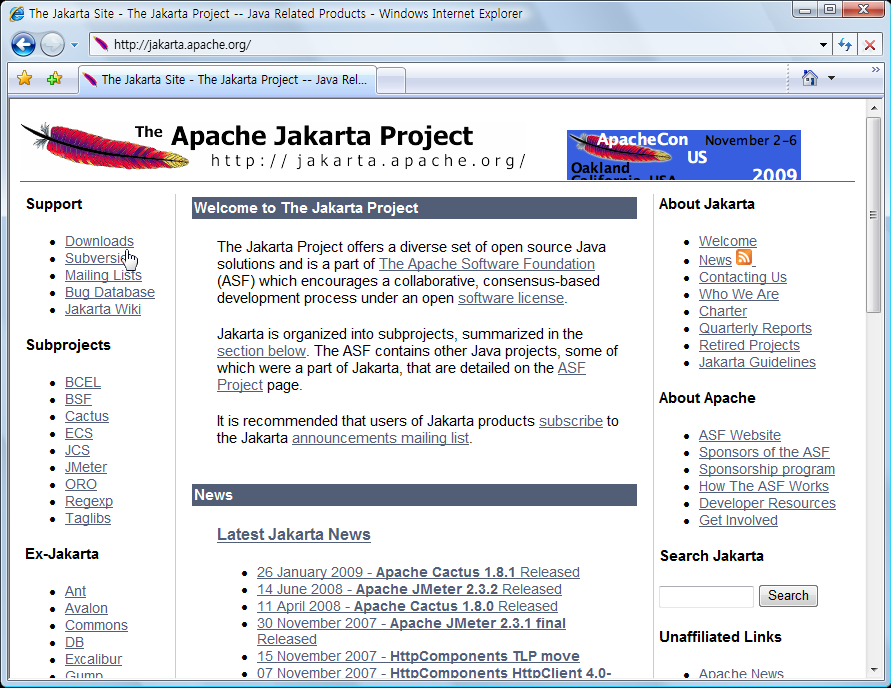 The Jakarta Site - The Jakarta Project -- Java Related Products - Windows Internet Explorer
http://jakarta.apache.org/
The Jakarta Site - The Jakarta Project -- Java Rel...
The Apache Jakarta Project
http://jakarta.apache.org/
ApacheCon
US
November 2-6
Oakland
California, USA
2009
Support
Downloads
Subversi
Mailing Lists
Bug Database
Jakarta Wiki
Subprojects
BCEL
BSF
Cactus
ECS
JCS
JMeter
ORO
Regexp
Taglibs
Ex-Jakarta
Ant
Avalon
Commons
DB
Excalibur
Gump
Welcome to The Jakarta Project
The Jakarta Project offers a diverse set of open source Java
solutions and is a part of The Apache Software Foundation
(ASF) which encourages a collaborative, consensus-based
development process under an open software license.
Jakarta is organized into subprojects, summarized in the
section below. The ASF contains other Java projects, some of
which were a part of Jakarta, that are detailed on the ASF
Project page.
It is recommended that users of Jakarta products subscribe to
the Jakarta announcements mailing list.
News
Latest Jakarta News
26 January 2009 - Apache Cactus 1.8.1 Released
14 June 2008 - Apache JMeter 2.3.2 Released
11 April 2008 - Apache Cactus 1.8.0 Released
30 November 2007 - Apache JMeter 2.3.1 final
Released
15 November 2007 - HttpComponents TLP move
07 November 2007 - HttpComponents HttpClient 4.0-
About Jakarta
Welcome
News
Contacting Us
Who We Are
Charter
Quarterly Reports
Retired Projects
Jakarta Guidelines
About Apache
ASF Website
Sponsors of the ASF
Sponsorship program
How The ASF Works
Developer Resources
Get Involved
Search Jakarta
Search
Unaffiliated Links
Apache News